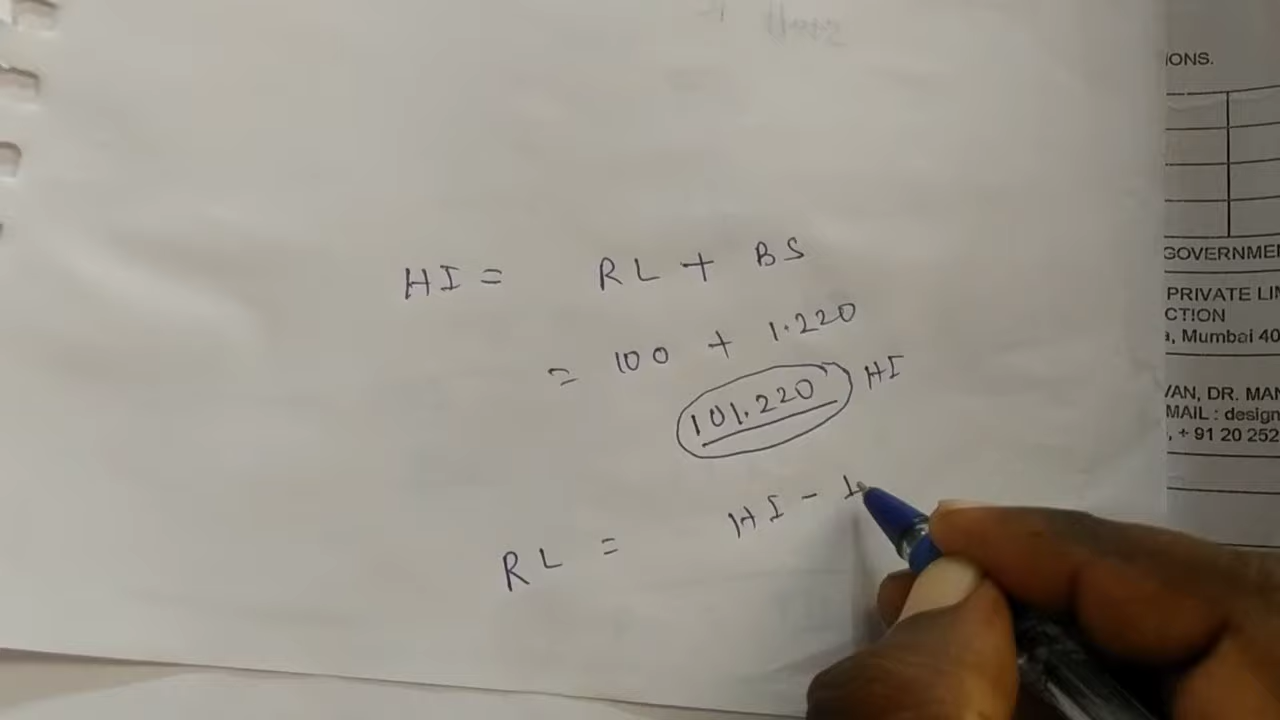 HI = RL + BS
= 100 + 1.220
101.220 HI
RL = HI -
IONS.
GOVERNME
PRIVATE LI
CTION
, Mumbai 40
VAN, DR. MAN
MAIL : design
, + 91 20 252